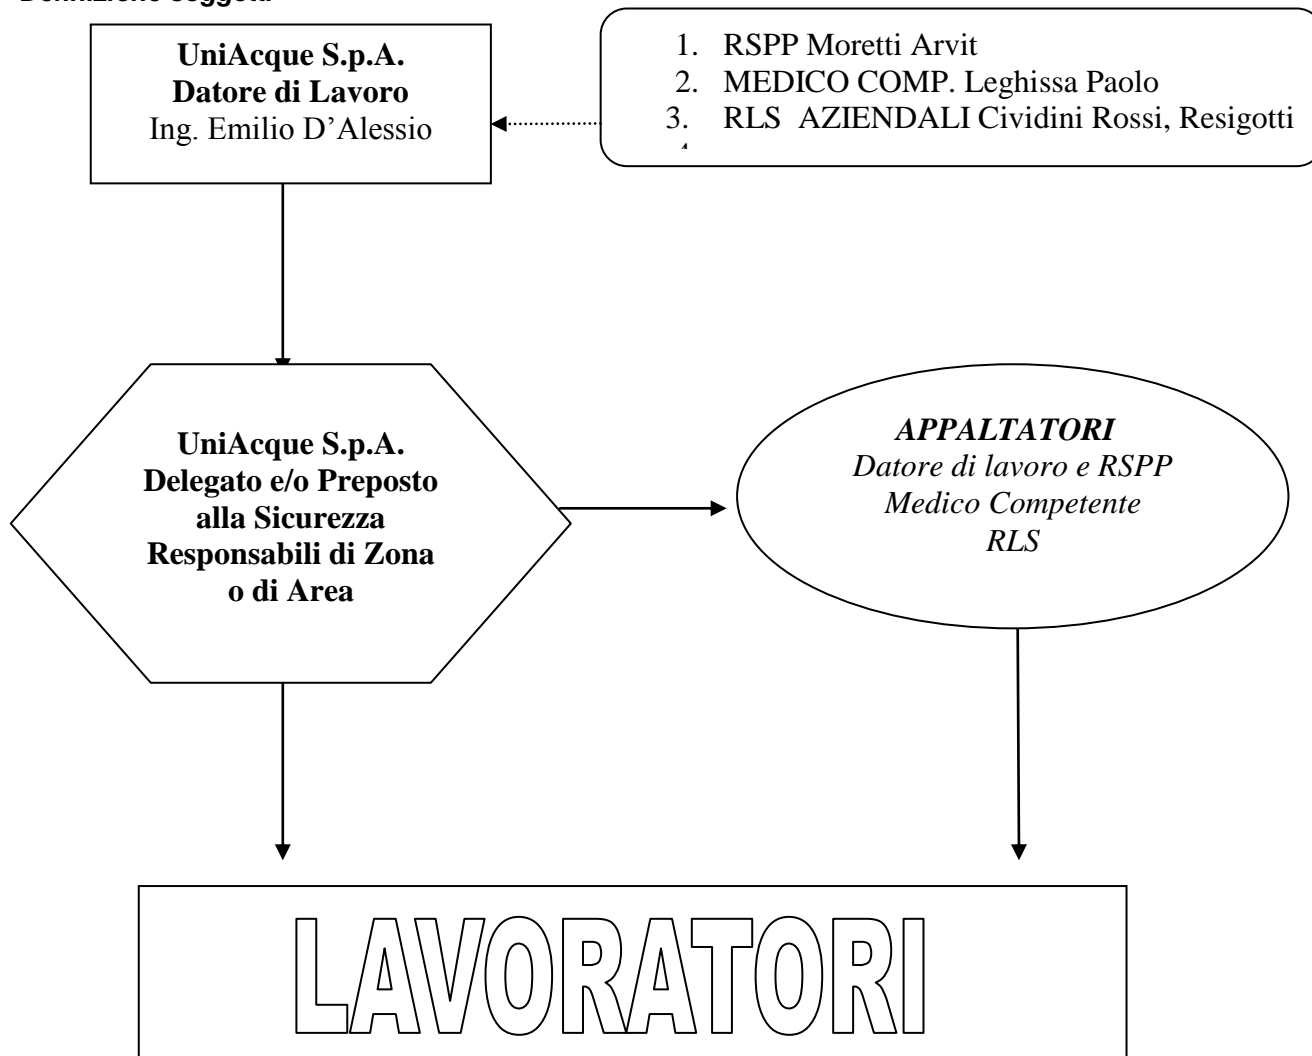 UniAcque S.p.A.
Datore di Lavoro
Ing. Emilio D’Alessio
1. RSPP Moretti Arvit
2. MEDICO COMP. Leghissa Paolo
3. RLS AZIENDALI Cividini Rossi, Resigotti
UniAcque S.p.A.
Delegato e/o Preposto
alla Sicurezza
Responsabili di Zona
o di Area
APPALTATORI
Datore di lavoro e RSPP
Medico Competente
RLS
LAVORATORI